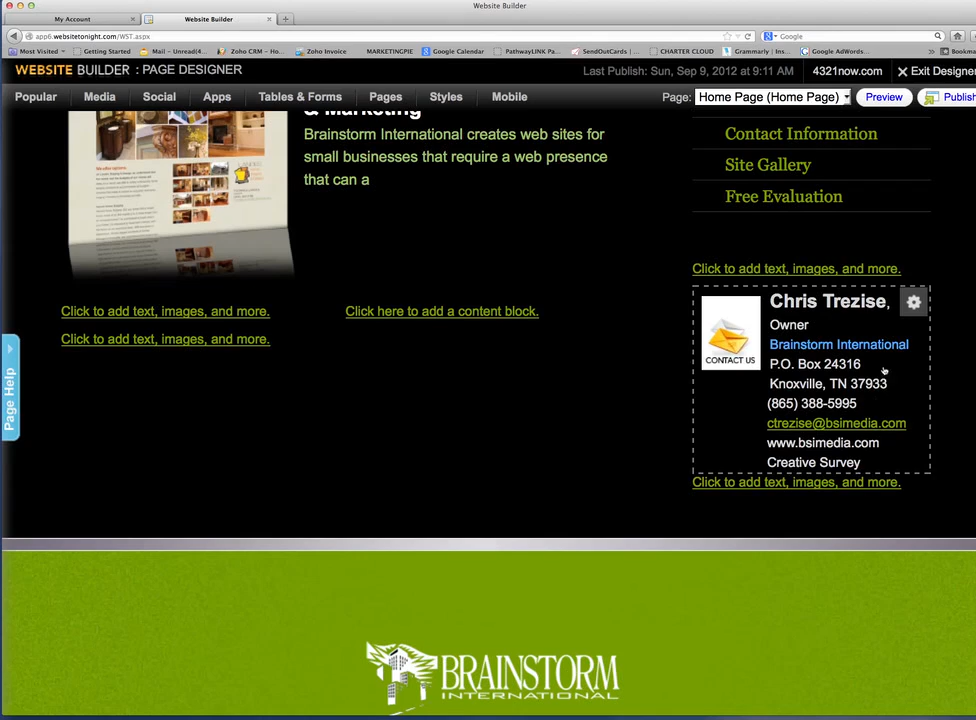 Website Builder
My Account
Website Builder
app6.websitetonight.com/WST.aspx
Google
Most Visited
Getting Started
Mail - Unread(4...
Zoho CRM - Ho...
Zoho Invoice
MARKETINGPIE
Google Calendar
PathwayLINK Pa...
SendOutCards | ...
CHARTER CLOUD
Grammarly | Ins...
Google AdWords...
Bookma
WEBSITE BUILDER : PAGE DESIGNER
Last Publish: Sun, Sep 9, 2012 at 9:11 AM
4321now.com
Exit Designer
Popular
Media
Social
Apps
Tables & Forms
Pages
Styles
Mobile
Page:
Home Page (Home Page)
Preview
Publish
& Marketing
Brainstorm International creates web sites for
small businesses that require a web presence
that can a
Contact Information
Site Gallery
Free Evaluation
Click to add text, images, and more.
Click to add text, images, and more.
Click here to add a content block.
Click to add text, images, and more.
Page Help
CONTACT US
Chris Trezise,
Owner
Brainstorm International
P.O. Box 24316
Knoxville, TN 37933
(865) 388-5995
ctrezise@bsimedia.com
www.bsimedia.com
Creative Survey
Click to add text, images, and more.
BRAINSTORM
INTERNATIONAL